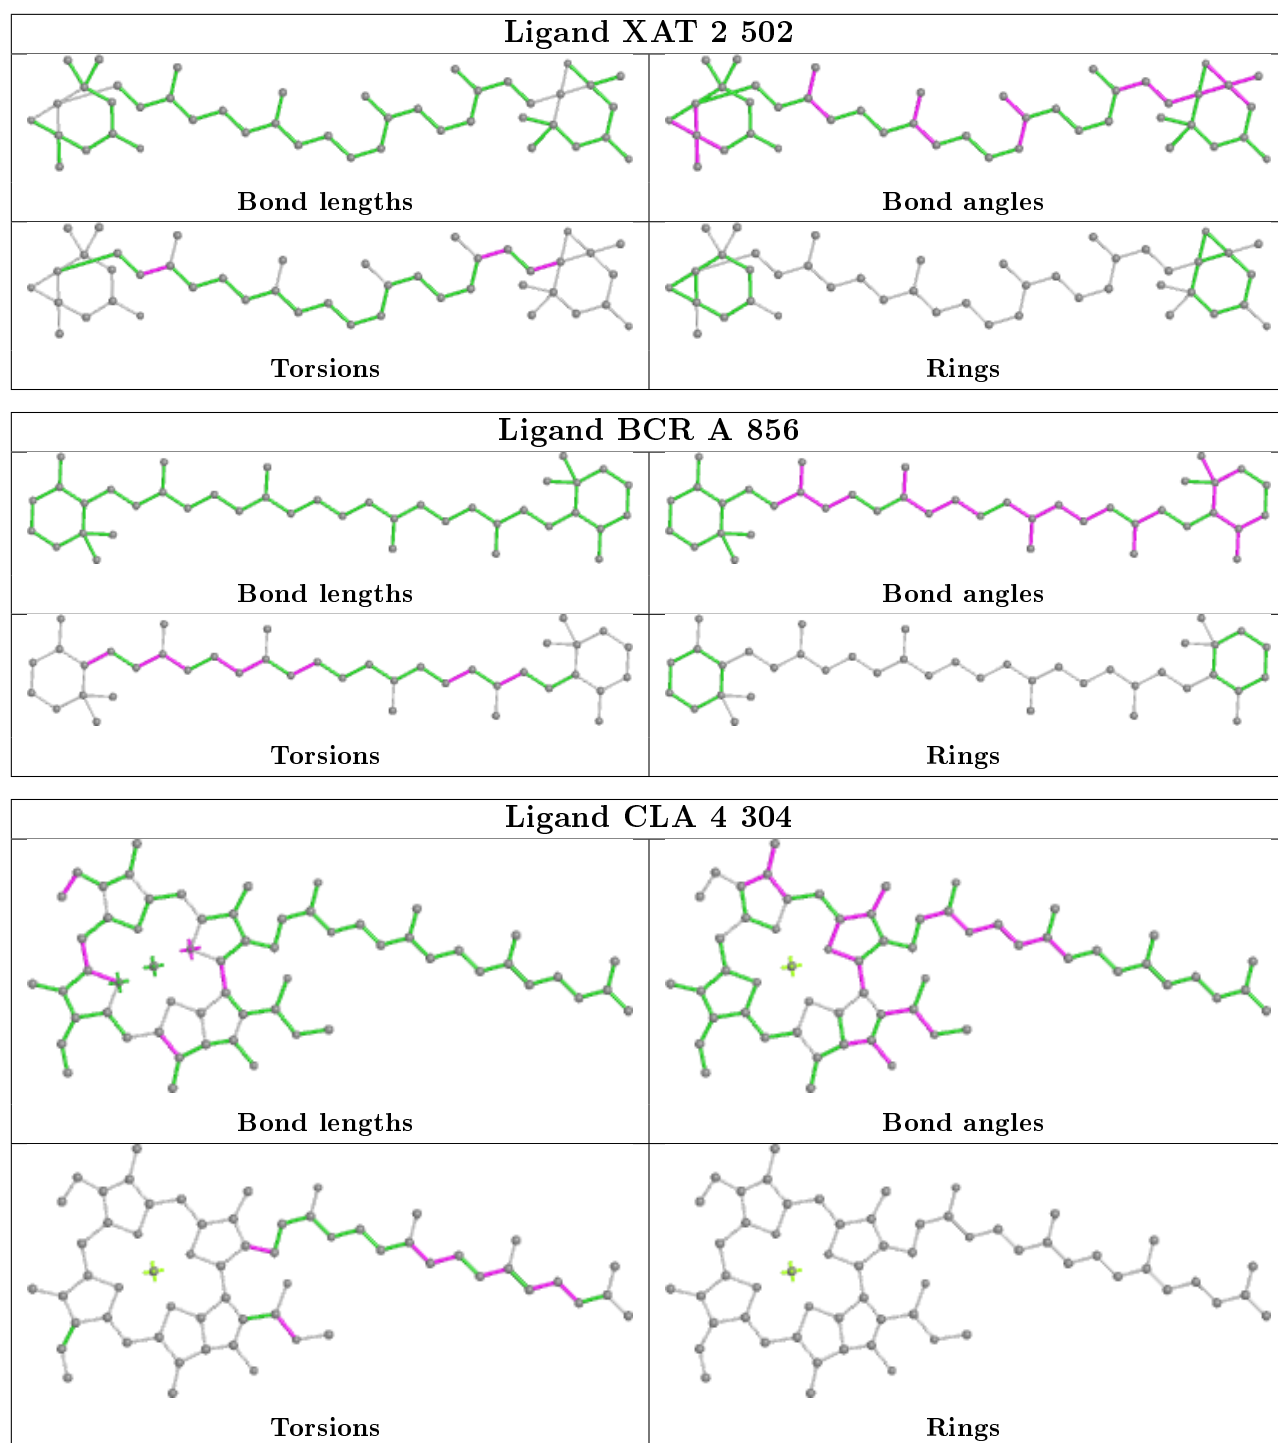 Ligand XAT 2 502
Bond lengths
Bond angles
Torsions
Rings
Ligand BCR A 856
Bond lengths
Bond angles
Torsions
Rings
Ligand CLA 4 304
Bond lengths
Bond angles
Torsions
Rings